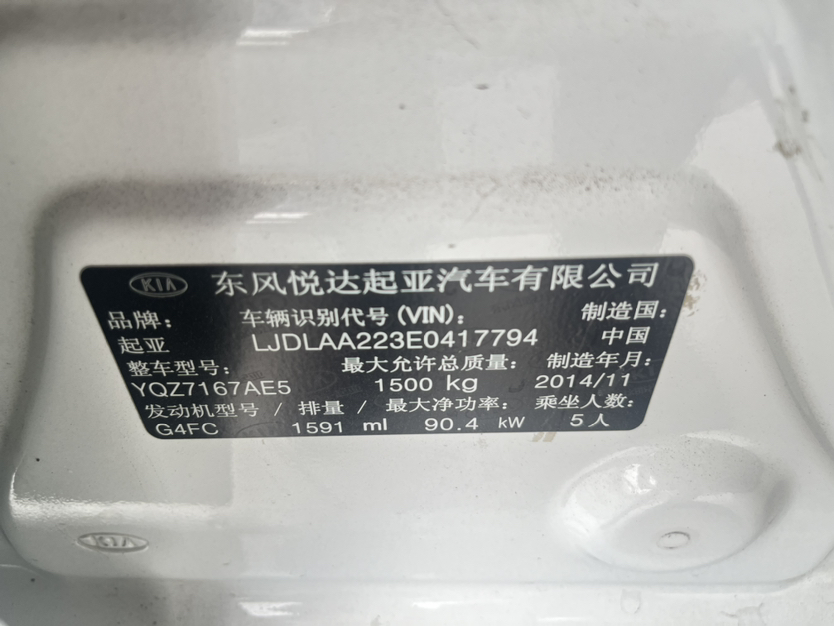 KIA 东风悦达起亚汽车有限公司
品牌： 车辆识别代号(VIN)： 制造国：
起亚 LJDLAA223E0417794 中国
整车型号： 最大允许总质量： 制造年月：
YQZ7167AE5 1500 kg 2014/11
发动机型号 / 排量 / 最大净功率： 乘坐人数：
G4FC 1591 ml 90.4 kW 5人
KIA